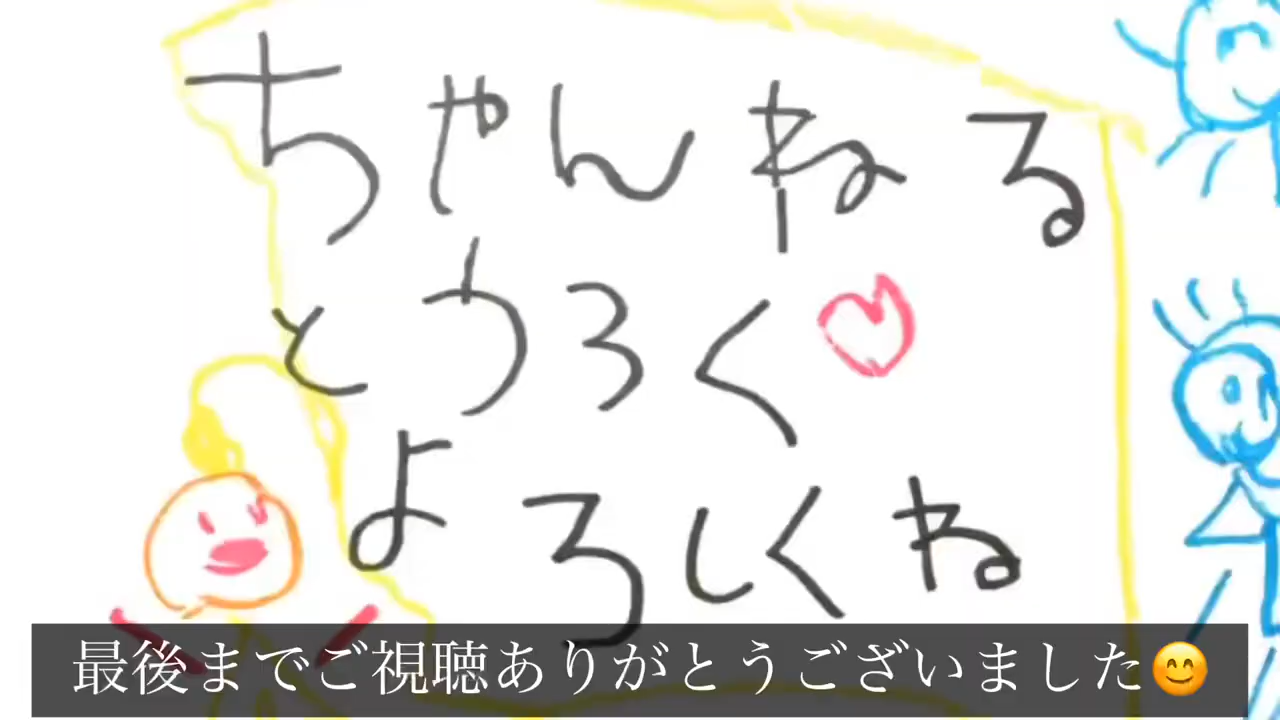 ちゃんねる
とうろく♡
よろしくね
最後までご視聴ありがとうございました😊